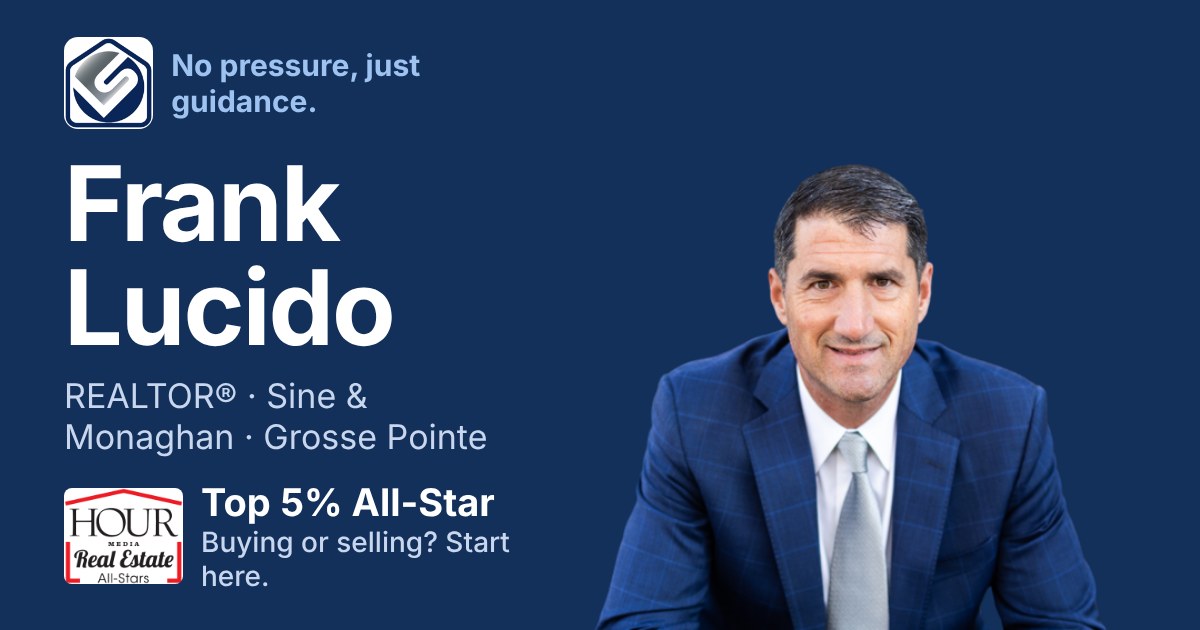 No pressure, just
guidance.
Frank
Lucido
REALTOR® · Sine &
Monaghan · Grosse Pointe
HOUR
MEDIA
Real Estate
All-Stars
Top 5% All-Star
Buying or selling? Start
here.